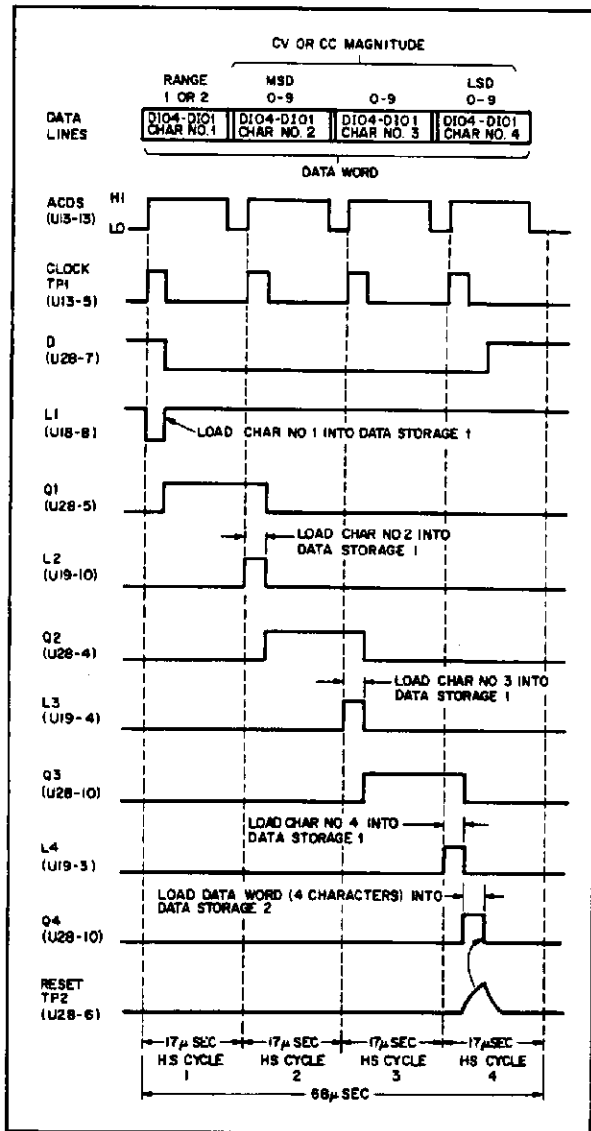 CV OR CC MAGNITUDE
RANGE MSD LSD
1 OR 2 0-9 0-9 0-9
DATA LINES
DIO4-DIO1 CHAR NO.1
DIO4-DIO1 CHAR NO. 2
DIO4-DIO1 CHAR NO. 3
DIO4-DIO1 CHAR NO. 4
DATA WORD
ACDS HI
(U13-13) LO
CLOCK
TP1
(U13-5)
D
(U28-7)
L1
(U18-8)
LOAD CHAR NO 1 INTO DATA STORAGE 1
Q1
(U28-5)
LOAD CHAR NO.2 INTO
DATA STORAGE 1
L2
(U19-10)
Q2
(U28-4)
LOAD CHAR NO 3 INTO
DATA STORAGE 1
L3
(U19-4)
Q3
(U28-10)
LOAD CHAR NO 4 INTO
DATA STORAGE 1
L4
(U19-3)
LOAD DATA WORD (4 CHARACTERS) INTO
DATA STORAGE 2
Q4
(U28-10)
RESET
TP2
(U28-6)
17µ SEC 17µ SEC 17µ SEC 17µSEC
HS CYCLE HS CYCLE HS CYCLE HS CYCLE
1 2 3 4
68µ SEC